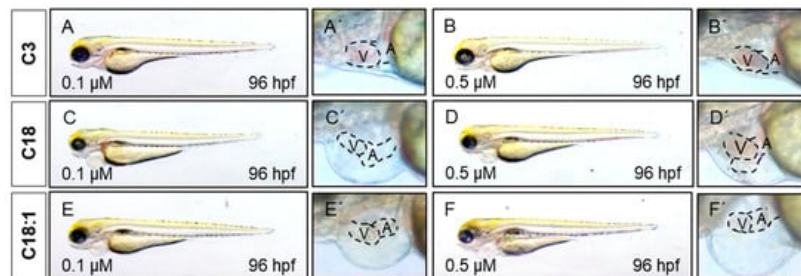 C3
A
0.1 µM
96 hpf
A´
V
A
B
0.5 µM
96 hpf
B´
V
A
C18
C
0.1 µM
96 hpf
C´
V
A
D
0.5 µM
96 hpf
D´
V
A
C18:1
E
0.1 µM
96 hpf
E´
V
A
F
0.5 µM
96 hpf
F´
V
A